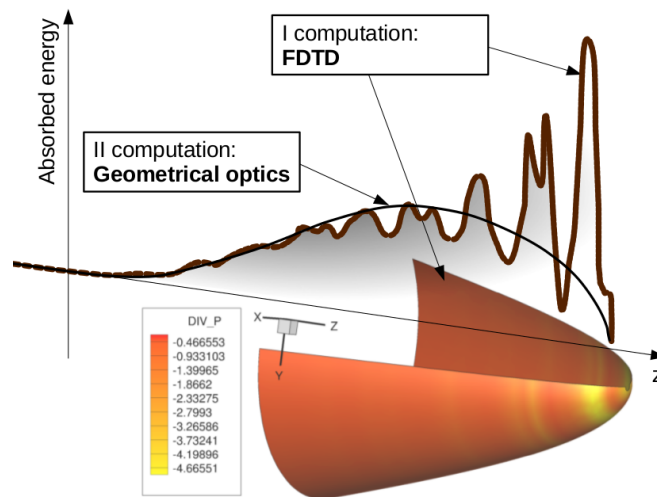 Absorbed energy
I computation:
FDTD
II computation:
Geometrical optics
DIV_P
-0.466553
-0.933103
-1.39965
-1.8662
-2.33275
-2.7993
-3.26586
-3.73241
-4.19896
-4.66551
X
Z
Y
z